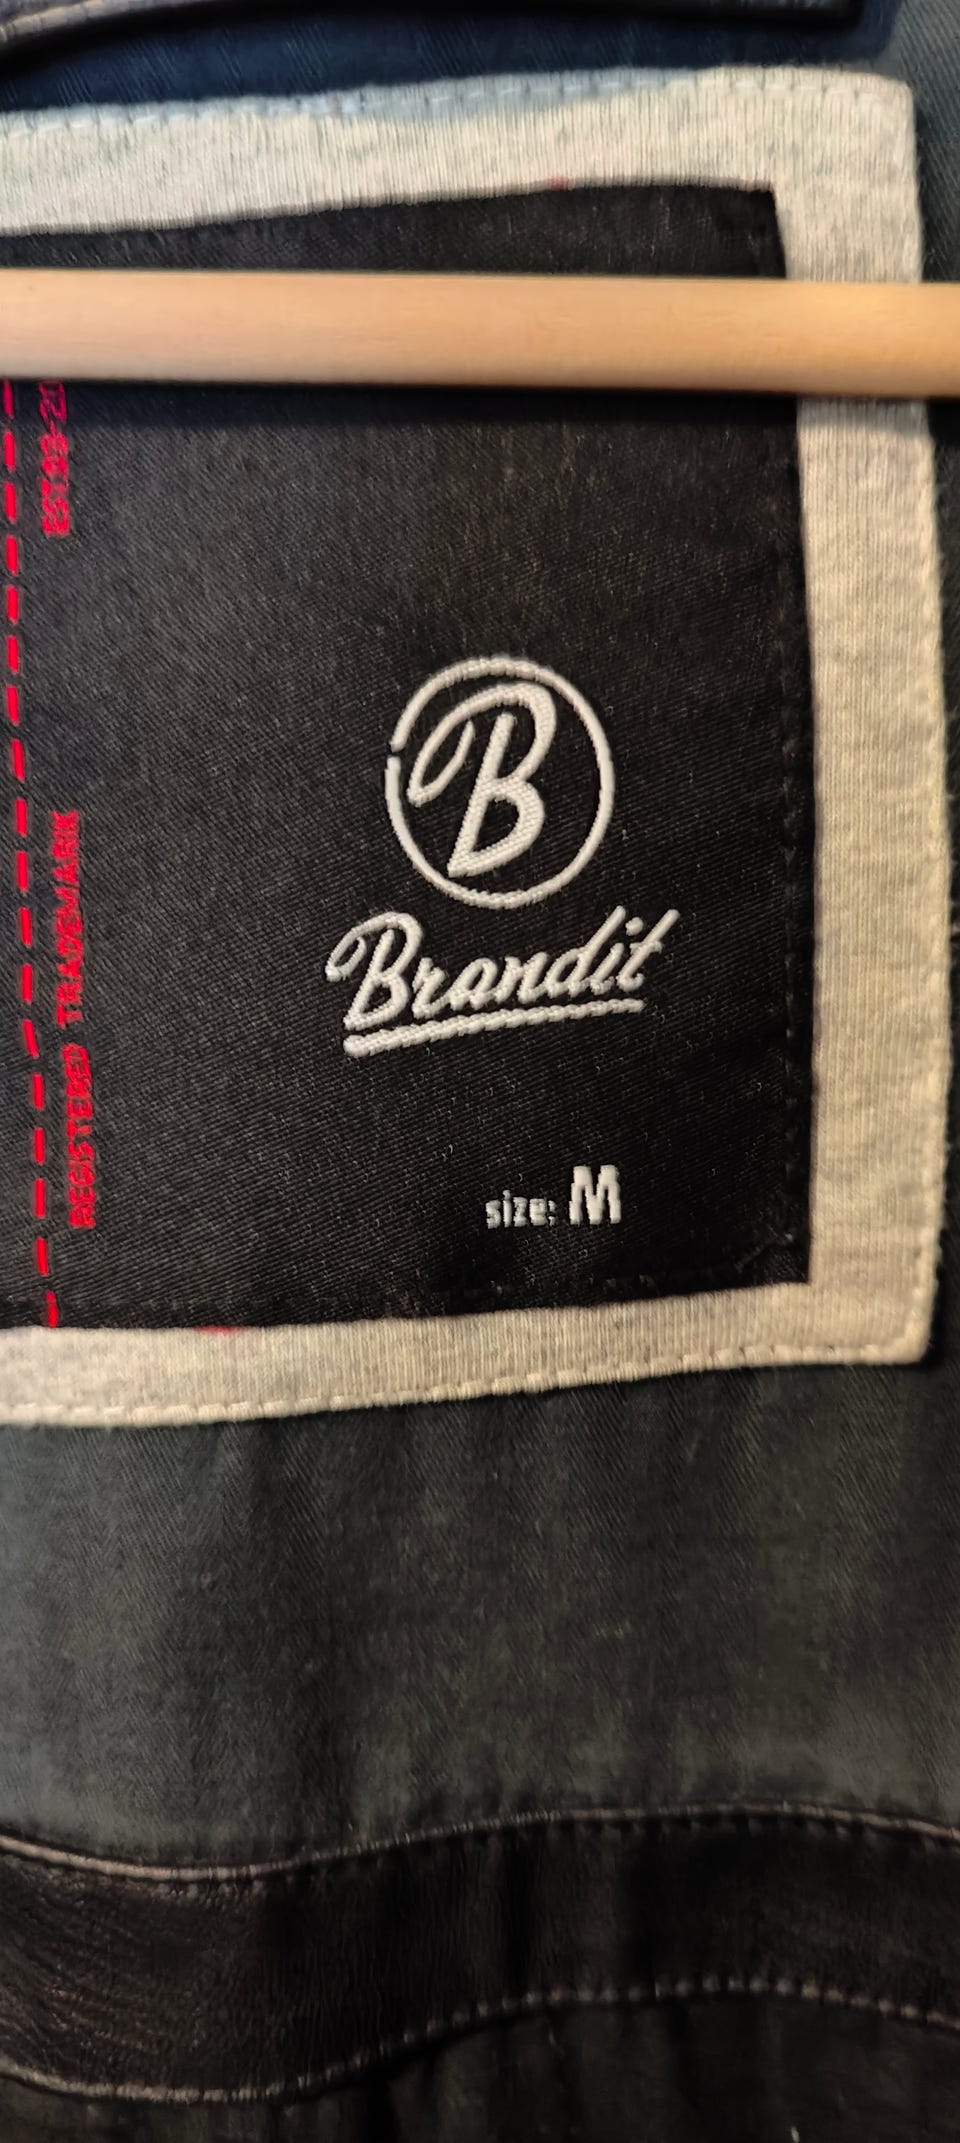 B
Brandit
size: M
REGISTERED TRADEMARK